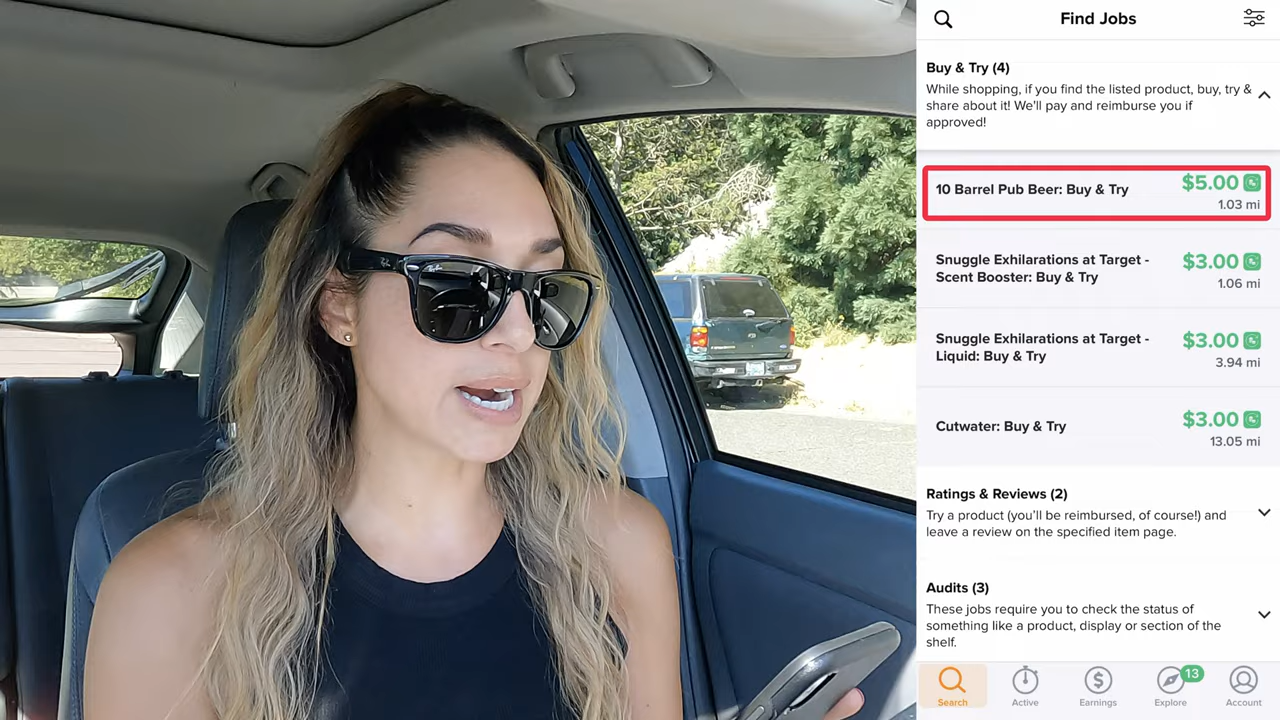 Find Jobs
Buy & Try (4)
While shopping, if you find the listed product, buy, try &
share about it! We'll pay and reimburse you if
approved!
10 Barrel Pub Beer: Buy & Try
$5.00
1.03 mi
Snuggle Exhilarations at Target -
Scent Booster: Buy & Try
$3.00
1.06 mi
Snuggle Exhilarations at Target -
Liquid: Buy & Try
$3.00
3.94 mi
Cutwater: Buy & Try
$3.00
13.05 mi
Ratings & Reviews (2)
Try a product (you'll be reimbursed, of course!) and
leave a review on the specified item page.
Audits (3)
These jobs require you to check the status of
something like a product, display or section of the
shelf.
13
Search
Active
Earnings
Explore
Account